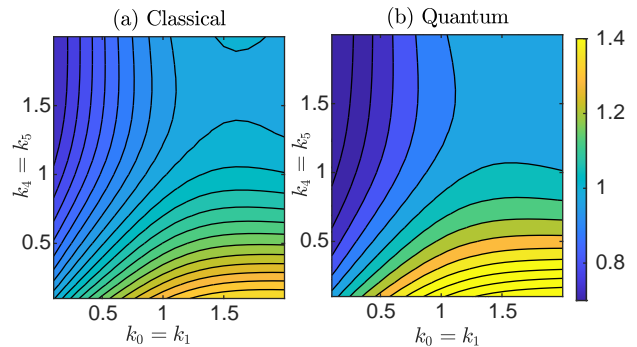 (a) Classical
(b) Quantum
k₄ = k₅
1.5
1
0.5
0.5
1
1.5
k₀ = k₁
k₄ = k₅
1.5
1
0.5
0.5
1
1.5
k₀ = k₁
1.4
1.2
1
0.8